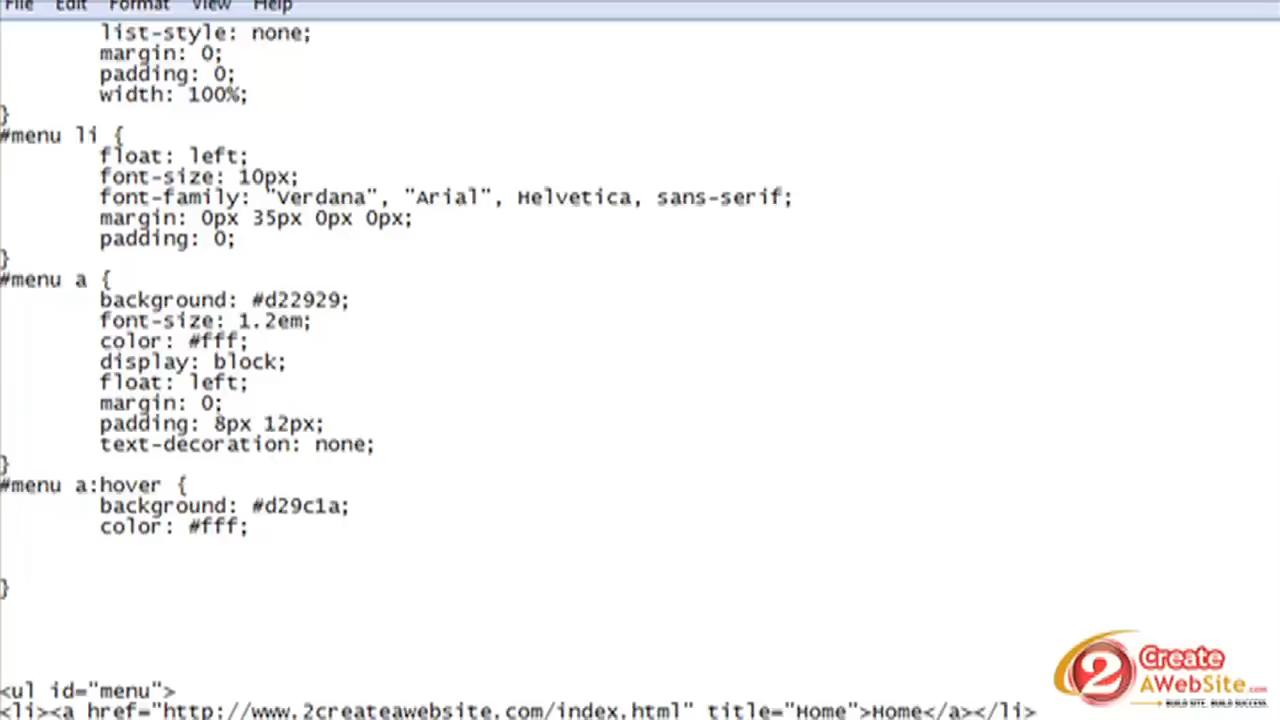 File Edit Format View Help
list-style: none;
margin: 0;
padding: 0;
width: 100%;
}
#menu li {
float: left;
font-size: 10px;
font-family: "Verdana", "Arial", Helvetica, sans-serif;
margin: 0px 35px 0px 0px;
padding: 0;
}
#menu a {
background: #d22929;
font-size: 1.2em;
color: #fff;
display: block;
float: left;
margin: 0;
padding: 8px 12px;
text-decoration: none;
}
#menu a:hover {
background: #d29c1a;
color: #fff;
}
<ul id="menu">
<li><a href="http://www.2createawebsite.com/index.html" title="Home">Home</a></li>
2 Create
AWebSite.com
BUILD SITE. BUILD SUCCESS.